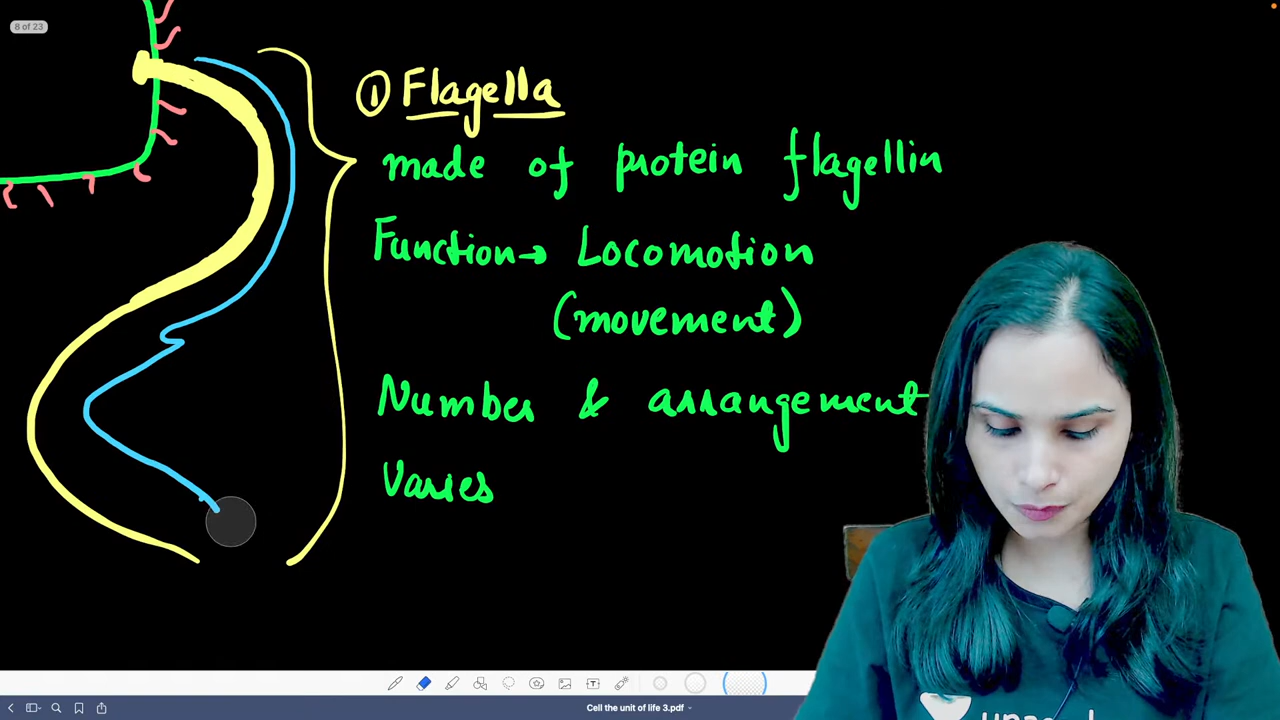 8 of 23
① Flagella
made of protein flagellin
Function→ Locomotion
(movement)
Number & arrangement
Varies
Cell the unit of life 3.pdf